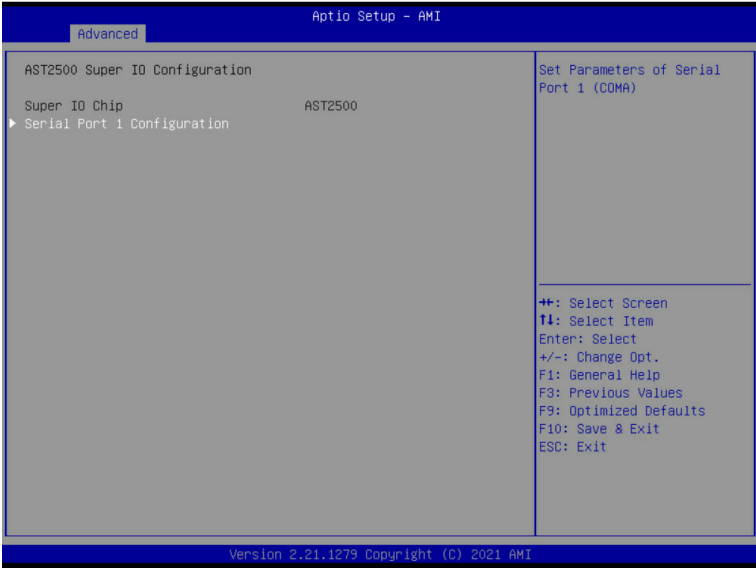 Aptio Setup - AMI
Advanced
AST2500 Super IO Configuration
Super IO Chip AST2500
▶ Serial Port 1 Configuration
Set Parameters of Serial
Port 1 (COMA)
→←: Select Screen
↑↓: Select Item
Enter: Select
+/-: Change Opt.
F1: General Help
F3: Previous Values
F9: Optimized Defaults
F10: Save & Exit
ESC: Exit
Version 2.21.1279 Copyright (C) 2021 AMI